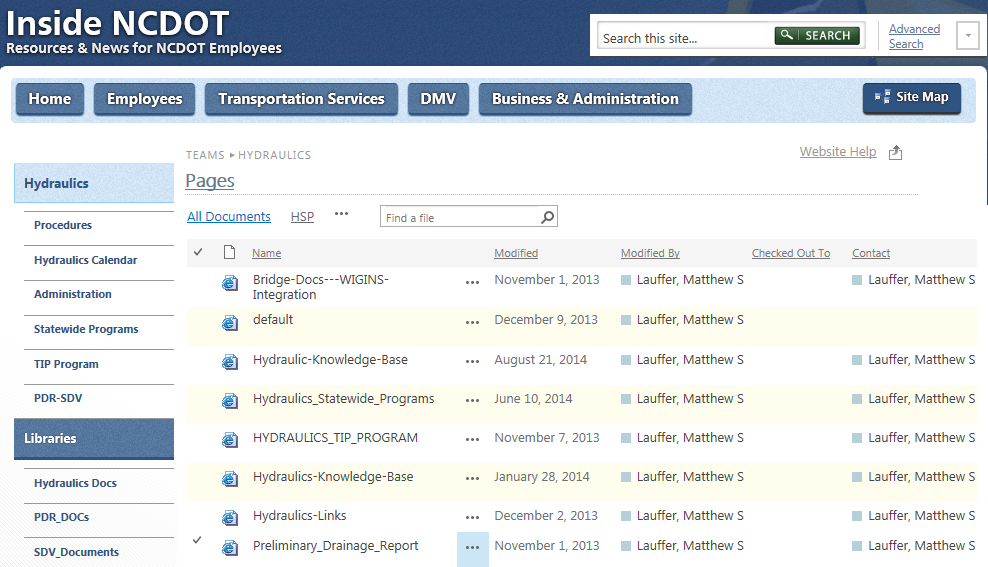 Inside NCDOT
Resources & News for NCDOT Employees
Search this site...
SEARCH
Advanced
Search
Home
Employees
Transportation Services
DMV
Business & Administration
Site Map
TEAMS ▸ HYDRAULICS
Website Help
Pages
Hydraulics
Procedures
Hydraulics Calendar
Administration
Statewide Programs
TIP Program
PDR-SDV
Libraries
Hydraulics Docs
PDR_DOCs
SDV_Documents
All Documents HSP ...
Find a file
Name Modified Modified By Checked Out To Contact
Bridge-Docs---WIGINS- ... November 1, 2013 Lauffer, Matthew S Lauffer, Matthew S
Integration
default ... December 9, 2013 Lauffer, Matthew S
Hydraulic-Knowledge-Base ... August 21, 2014 Lauffer, Matthew S Lauffer, Matthew S
Hydraulics_Statewide_Programs ... June 10, 2014 Lauffer, Matthew S Lauffer, Matthew S
HYDRAULICS_TIP_PROGRAM ... November 7, 2013 Lauffer, Matthew S Lauffer, Matthew S
Hydraulics-Knowledge-Base ... January 28, 2014 Lauffer, Matthew S Lauffer, Matthew S
Hydraulics-Links ... December 2, 2013 Lauffer, Matthew S Lauffer, Matthew S
Preliminary_Drainage_Report ... November 1, 2013 Lauffer, Matthew S Lauffer, Matthew S